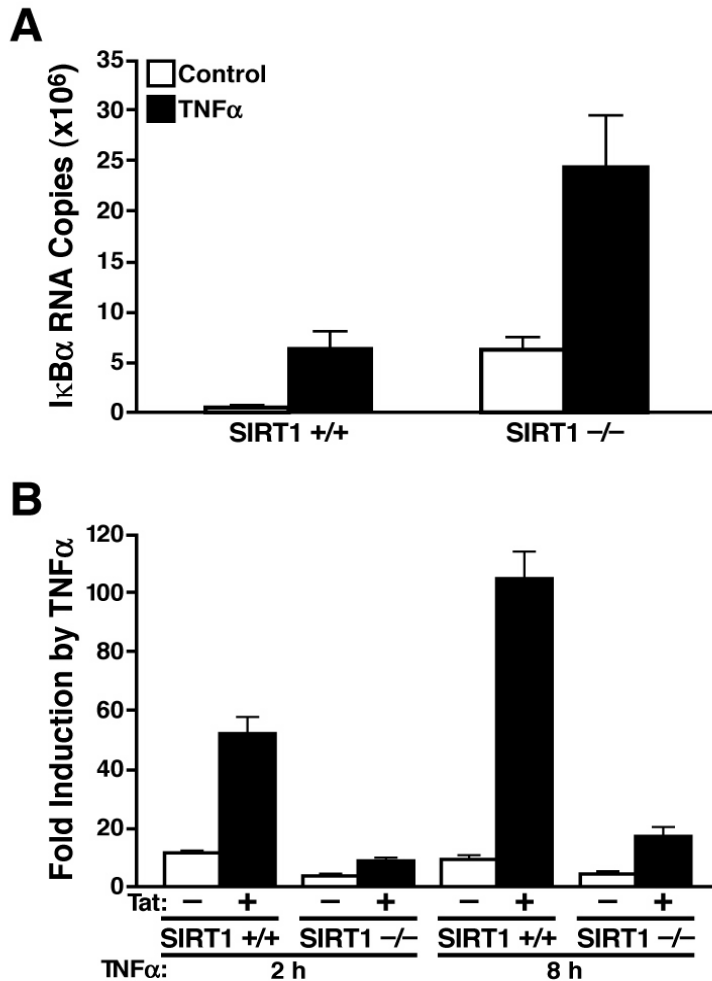 A
IκBα RNA Copies (x10⁶)
35
30
25
20
15
10
5
0
Control
TNFα
SIRT1 +/+ SIRT1 –/–
B
Fold Induction by TNFα
120
100
80
60
40
20
0
Tat: – + – + – + – +
SIRT1 +/+ SIRT1 –/– SIRT1 +/+ SIRT1 –/–
TNFα: 2 h 8 h